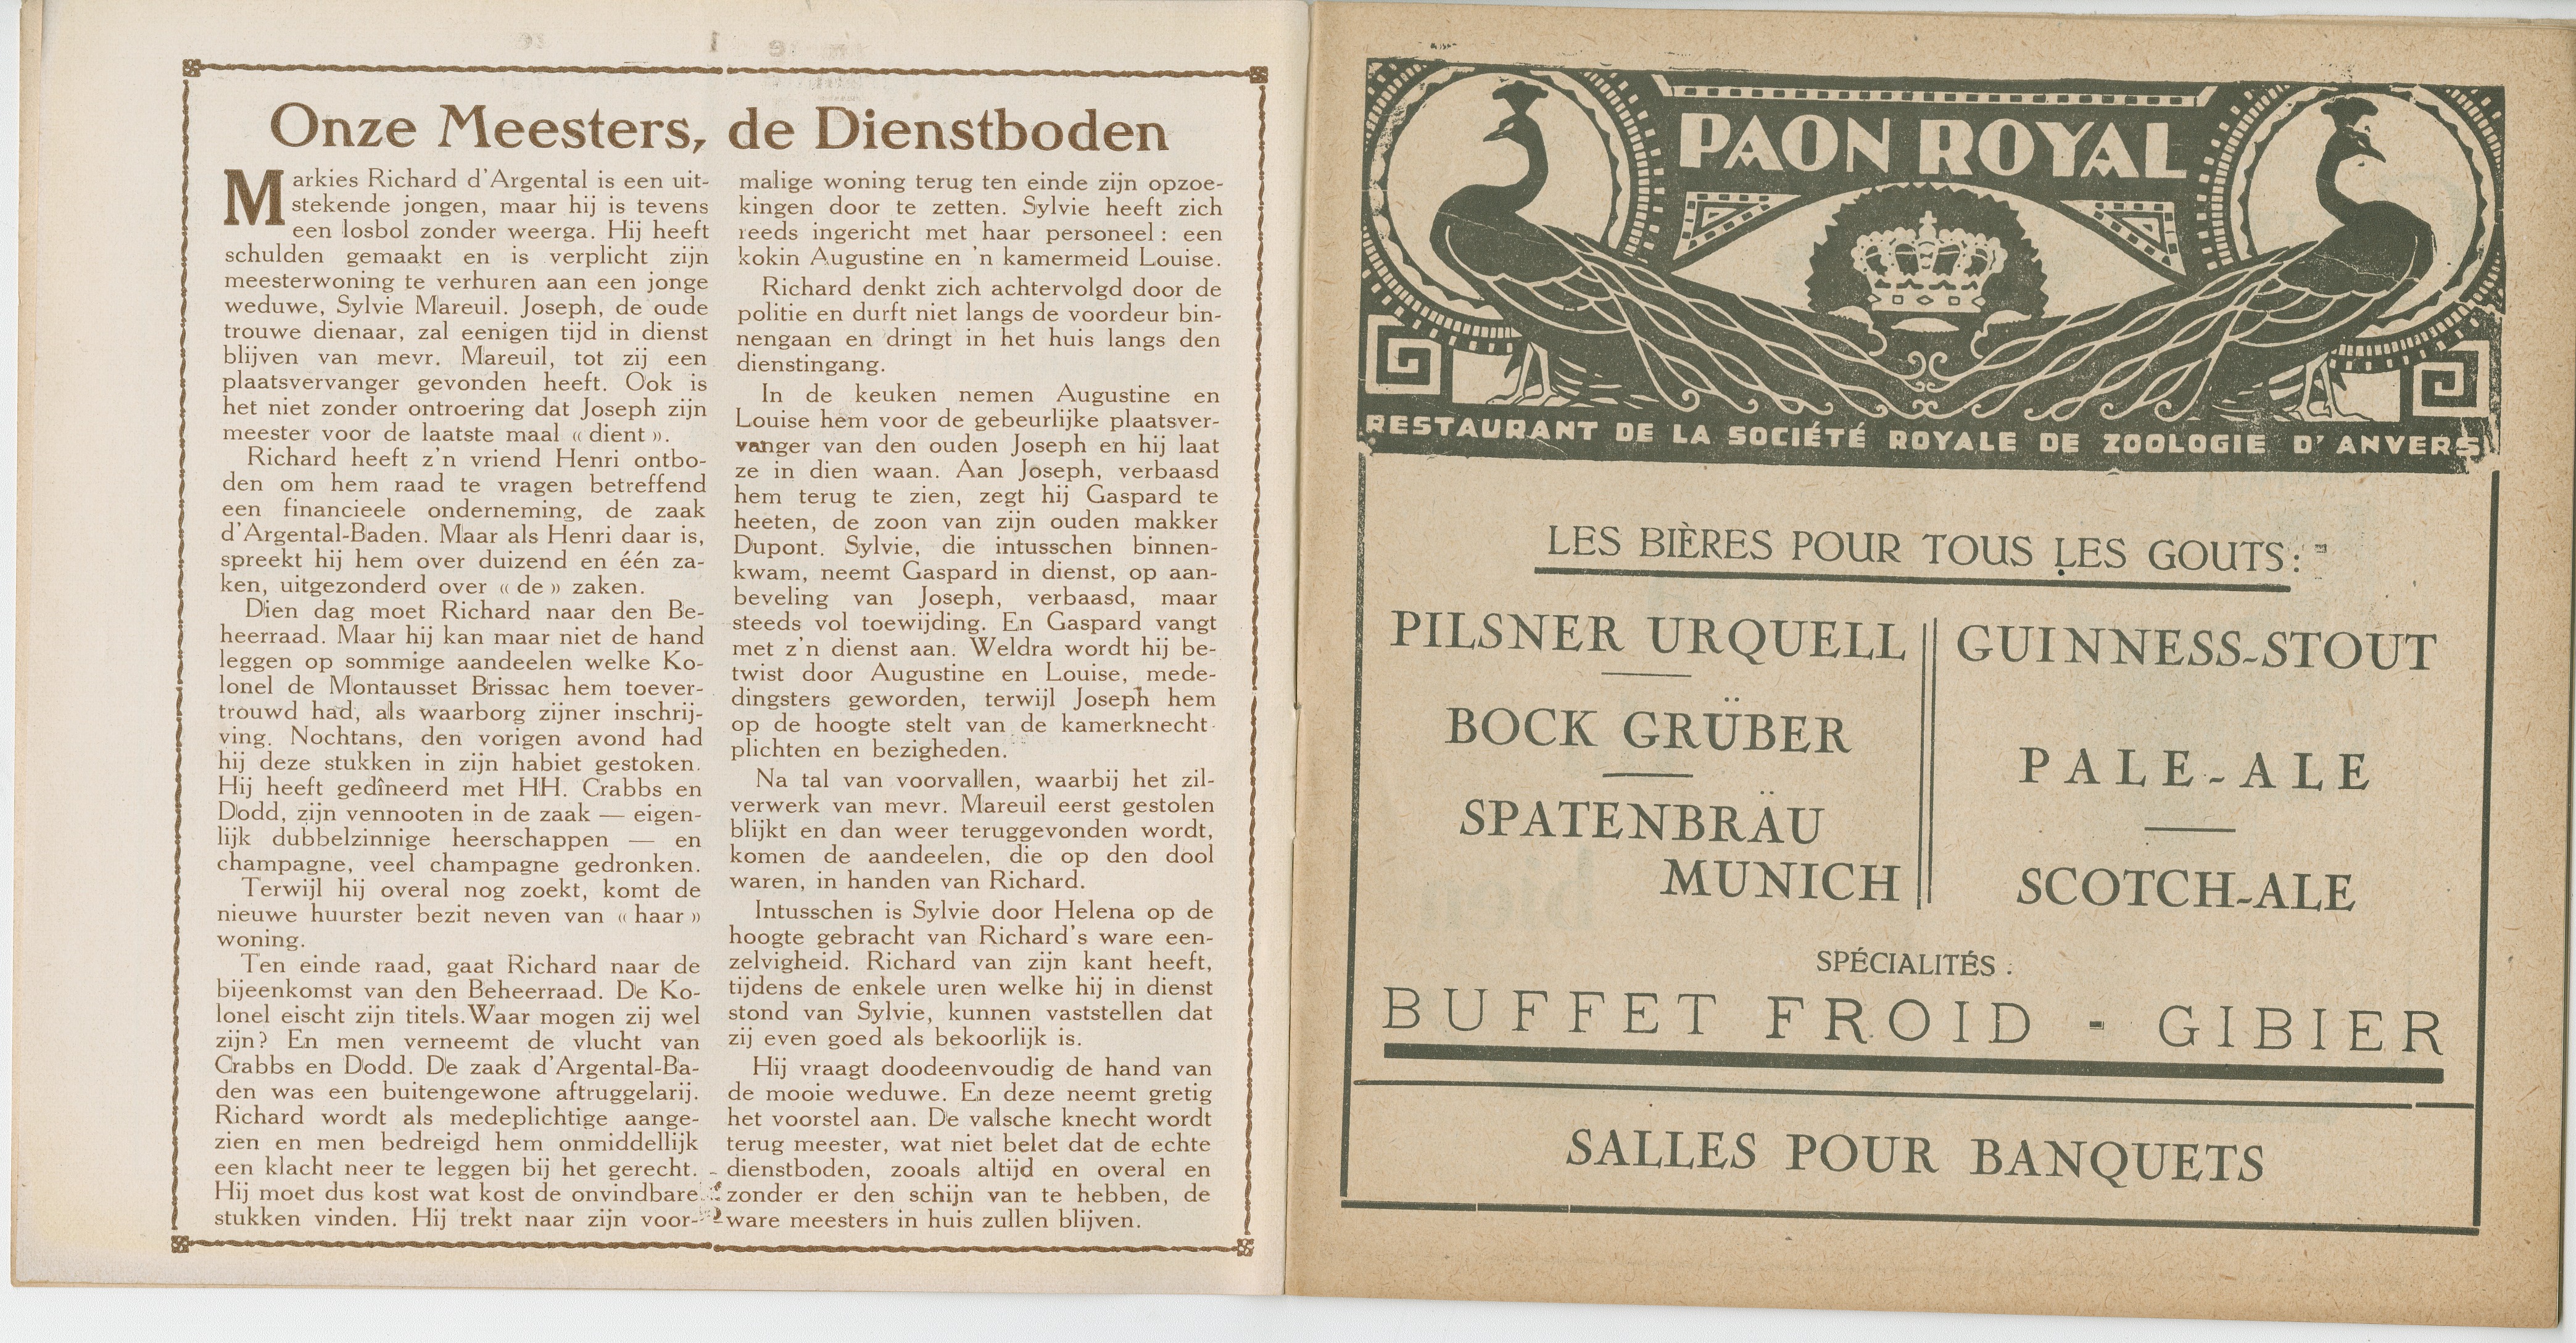 Onze Meesters, de Dienstboden
Markies Richard d'Argental is een uit-
stekende jongen, maar hij is tevens
een losbol zonder weerga. Hij heeft
schulden gemaakt en is verplicht zijn
meesterwoning te verhuren aan een jonge
weduwe, Sylvie Mareuil. Joseph, de oude
trouwe dienaar, zal eenigen tijd in dienst
blijven van mevr. Mareuil, tot zij een
plaatsvervanger gevonden heeft. Ook is
het niet zonder ontroering dat Joseph zijn
meester voor de laatste maal « dient ».
Richard heeft z'n vriend Henri ontbo-
den om hem raad te vragen betreffend
een financieele onderneming, de zaak
d'Argental-Baden. Maar als Henri daar is,
spreekt hij hem over duizend en één za-
ken, uitgezonderd over « de » zaken.
Dien dag moet Richard naar den Be-
heerraad. Maar hij kan maar niet de hand
leggen op sommige aandeelen welke Ko-
lonel de Montausset Brissac hem toever-
trouwd had, als waarborg zijner inschrij-
ving. Nochtans, den vorigen avond had
hij deze stukken in zijn habiet gestoken.
Hij heeft gedîneerd met HH. Crabbs en
Dodd, zijn vennooten in de zaak — eigen-
lijk dubbelzinnige heerschappen — en
champagne, veel champagne gedronken.
Terwijl hij overal nog zoekt, komt de
nieuwe huurster bezit neven van « haar »
woning.
Ten einde raad, gaat Richard naar de
bijeenkomst van den Beheerraad. De Ko-
lonel eischt zijn titels. Waar mogen zij wel
zijn? En men verneemt de vlucht van
Crabbs en Dodd. De zaak d'Argental-Ba-
den was een buitengewone aftruggelarij.
Richard wordt als medeplichtige aange-
zien en men bedreigd hem onmiddellijk
een klacht neer te leggen bij het gerecht.
Hij moet dus kost wat kost de onvindbare
stukken vinden. Hij trekt naar zijn voor-
malige woning terug ten einde zijn opzoe-
kingen door te zetten. Sylvie heeft zich
reeds ingericht met haar personeel : een
kokin Augustine en 'n kamermeid Louise.
Richard denkt zich achtervolgd door de
politie en durft niet langs de voordeur bin-
nengaan en dringt in het huis langs den
dienstingang.
In de keuken nemen Augustine en
Louise hem voor de gebeurlijke plaatsver-
vanger van den ouden Joseph en hij laat
ze in dien waan. Aan Joseph, verbaasd
hem terug te zien, zegt hij Gaspard te
heeten, de zoon van zijn ouden makker
Dupont. Sylvie, die intusschen binnen-
kwam, neemt Gaspard in dienst, op aan-
beveling van Joseph, verbaasd, maar
steeds vol toewijding. En Gaspard vangt
met z'n dienst aan. Weldra wordt hij be-
twist door Augustine en Louise, mede-
dingsters geworden, terwijl Joseph hem
op de hoogte stelt van de kamerknecht-
plichten en bezigheden.
Na tal van voorvallen, waarbij het zil-
verwerk van mevr. Mareuil eerst gestolen
blijkt en dan weer teruggevonden wordt,
komen de aandeelen, die op den dool
waren, in handen van Richard.
Intusschen is Sylvie door Helena op de
hoogte gebracht van Richard's ware een-
zelvigheid. Richard van zijn kant heeft,
tijdens de enkele uren welke hij in dienst
stond van Sylvie, kunnen vaststellen dat
zij even goed als bekoorlijk is.
Hij vraagt doodeenvoudig de hand van
de mooie weduwe. En deze neemt gretig
het voorstel aan. De valsche knecht wordt
terug meester, wat niet belet dat de echte
dienstboden, zooals altijd en overal en
zonder er den schijn van te hebben, de
ware meesters in huis zullen blijven.
PAON ROYAL
RESTAURANT DE LA SOCIÉTÉ ROYALE DE ZOOLOGIE D'ANVERS
LES BIÈRES POUR TOUS LES GOUTS :
PILSNER URQUELL
BOCK GRÜBER
SPATENBRÄU
MUNICH
GUINNESS-STOUT
PALE-ALE
SCOTCH-ALE
SPÉCIALITÉS :
BUFFET FROID - GIBIER
SALLES POUR BANQUETS